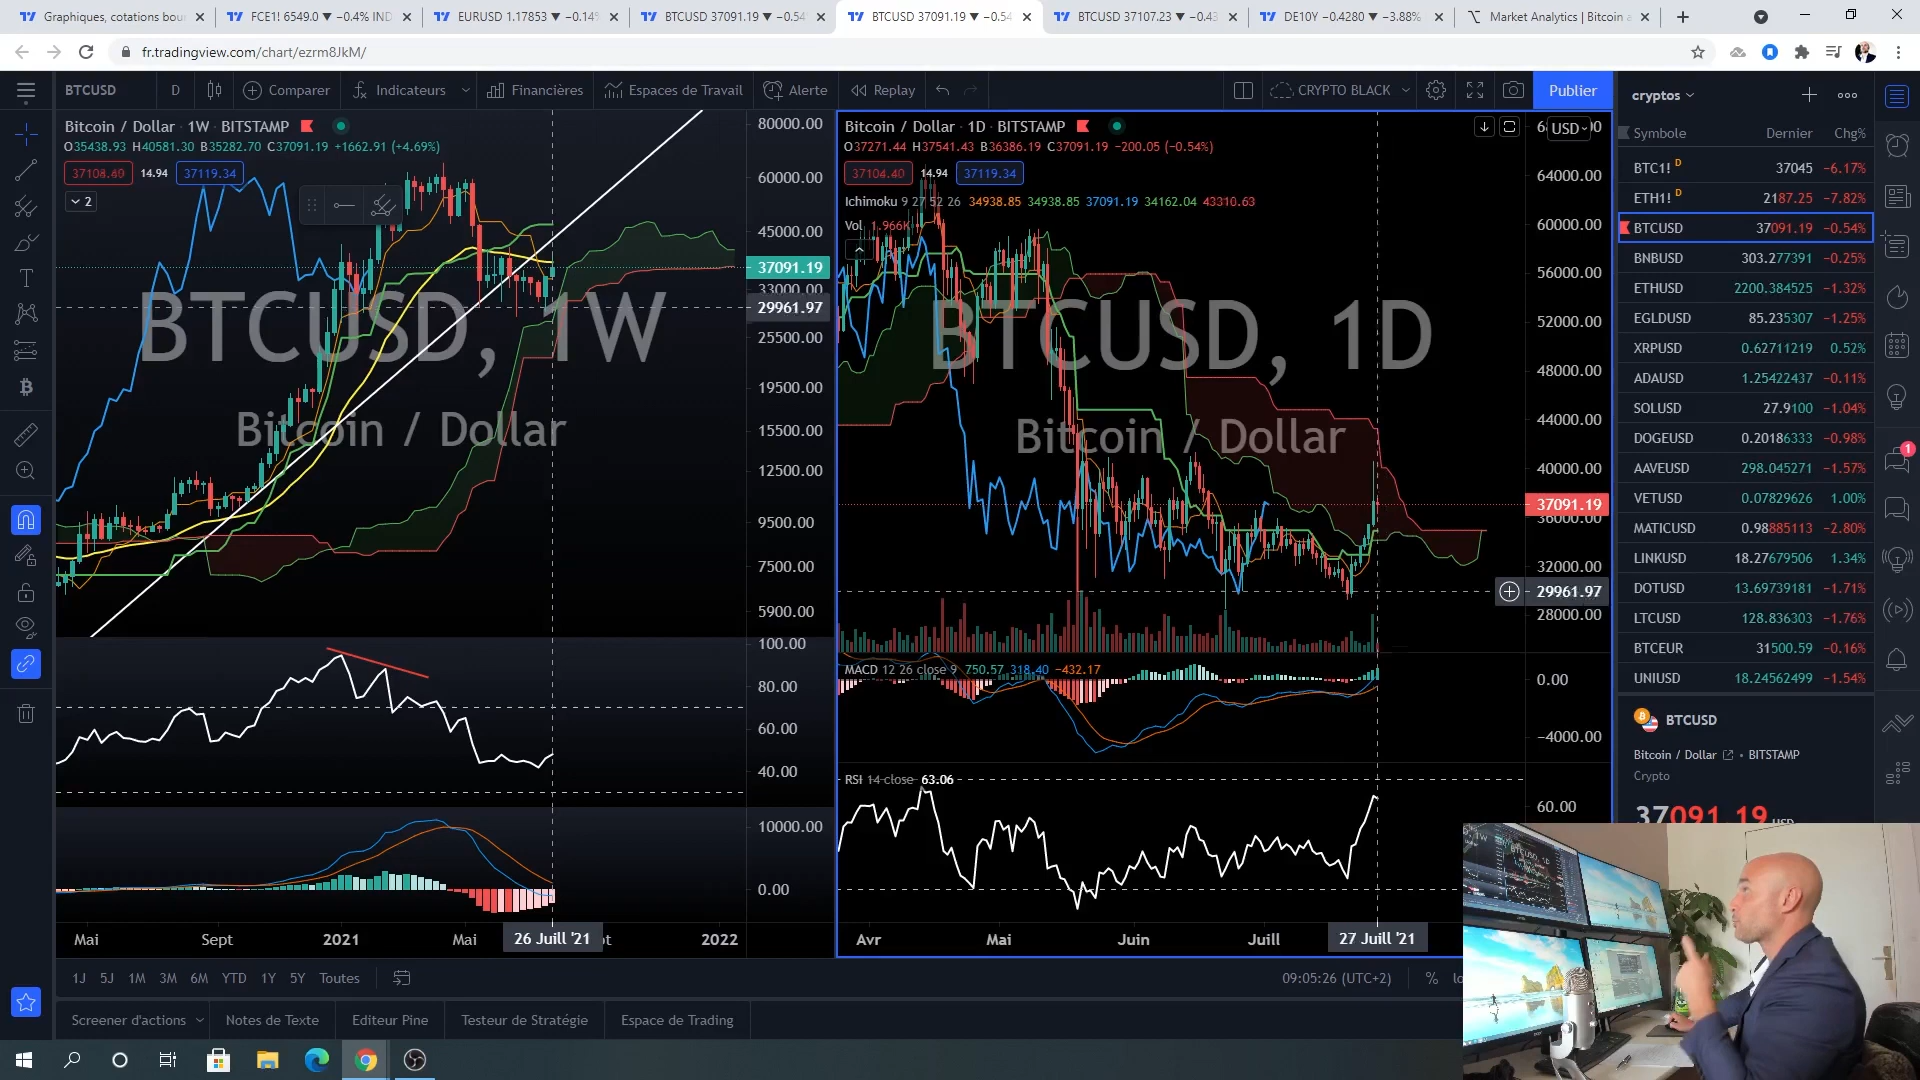 Graphiques, cotations bour
FCE1! 6549.0 ▼ −0.4% IND
EURUSD 1.17853 ▼ −0.14%
BTCUSD 37091.19 ▼ −0.54
BTCUSD 37091.19 ▼ −0.54
BTCUSD 37107.23 ▼ −0.43
DE10Y −0.4280 ▼ −3.88%
Market Analytics | Bitcoin a
fr.tradingview.com/chart/ezrm8JkM/
BTCUSD
D
Comparer
Indicateurs
Financières
Espaces de Travail
Alerte
Replay
CRYPTO BLACK
Publier
Bitcoin / Dollar · 1W · BITSTAMP
O35438.93 H40581.30 B35282.70 C37091.19 +1662.91 (+4.69%)
37108.40 14.94 37119.34
2
BTCUSD, 1W
Bitcoin / Dollar
80000.00
60000.00
45000.00
37091.19
33000.00
29961.97
25500.00
19500.00
15500.00
12500.00
9500.00
7500.00
5900.00
100.00
80.00
60.00
40.00
10000.00
0.00
Mai
Sept
2021
Mai
26 Juill '21
2022
Bitcoin / Dollar · 1D · BITSTAMP
O37271.44 H37541.43 B36386.19 C37091.19 −200.05 (−0.54%)
37104.40 14.94 37119.34
Ichimoku 9 27 52 26 34938.85 34938.85 37091.19 34162.04 43310.63
Vol 1.966K
BTCUSD, 1D
Bitcoin / Dollar
USD
64000.00
60000.00
56000.00
52000.00
48000.00
44000.00
40000.00
37091.19
36000.00
32000.00
29961.97
28000.00
MACD 12 26 close 9 750.57 318.40 −432.17
0.00
−4000.00
RSI 14 close 63.06
60.00
Avr
Mai
Juin
Juill
27 Juill '21
1J 5J 1M 3M 6M YTD 1Y 5Y Toutes
09:05:26 (UTC+2)
%
Screener d'actions
Notes de Texte
Editeur Pine
Testeur de Stratégie
Espace de Trading
cryptos
Symbole Dernier Chg%
BTC1! D 37045 −6.17%
ETH1! D 2187.25 −7.82%
BTCUSD 37091.19 −0.54%
BNBUSD 303.277391 −0.25%
ETHUSD 2200.384525 −1.32%
EGLDUSD 85.235307 −1.25%
XRPUSD 0.62711219 0.52%
ADAUSD 1.25422437 −0.11%
SOLUSD 27.9100 −1.04%
DOGEUSD 0.20186333 −0.98%
AAVEUSD 298.045271 −1.57%
VETUSD 0.07829626 1.00%
MATICUSD 0.98885113 −2.80%
LINKUSD 18.27679506 1.34%
DOTUSD 13.69739181 −1.71%
LTCUSD 128.836303 −1.76%
BTCEUR 31500.59 −0.16%
UNIUSD 18.24562499 −1.54%
BTCUSD
Bitcoin / Dollar • BITSTAMP
Crypto
37091.19 USD
1